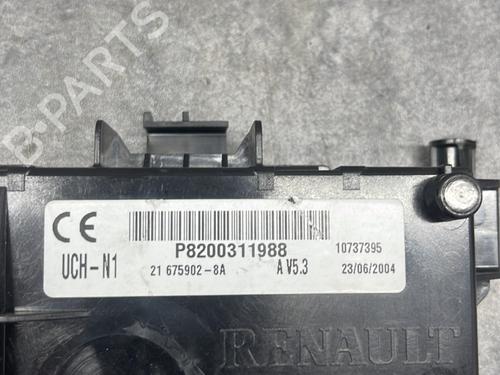 B-PARTS
CE
P8200311988
10737395
UCH-N1
21 675902-8A
A V5.3
23/06/2004
RENAULT